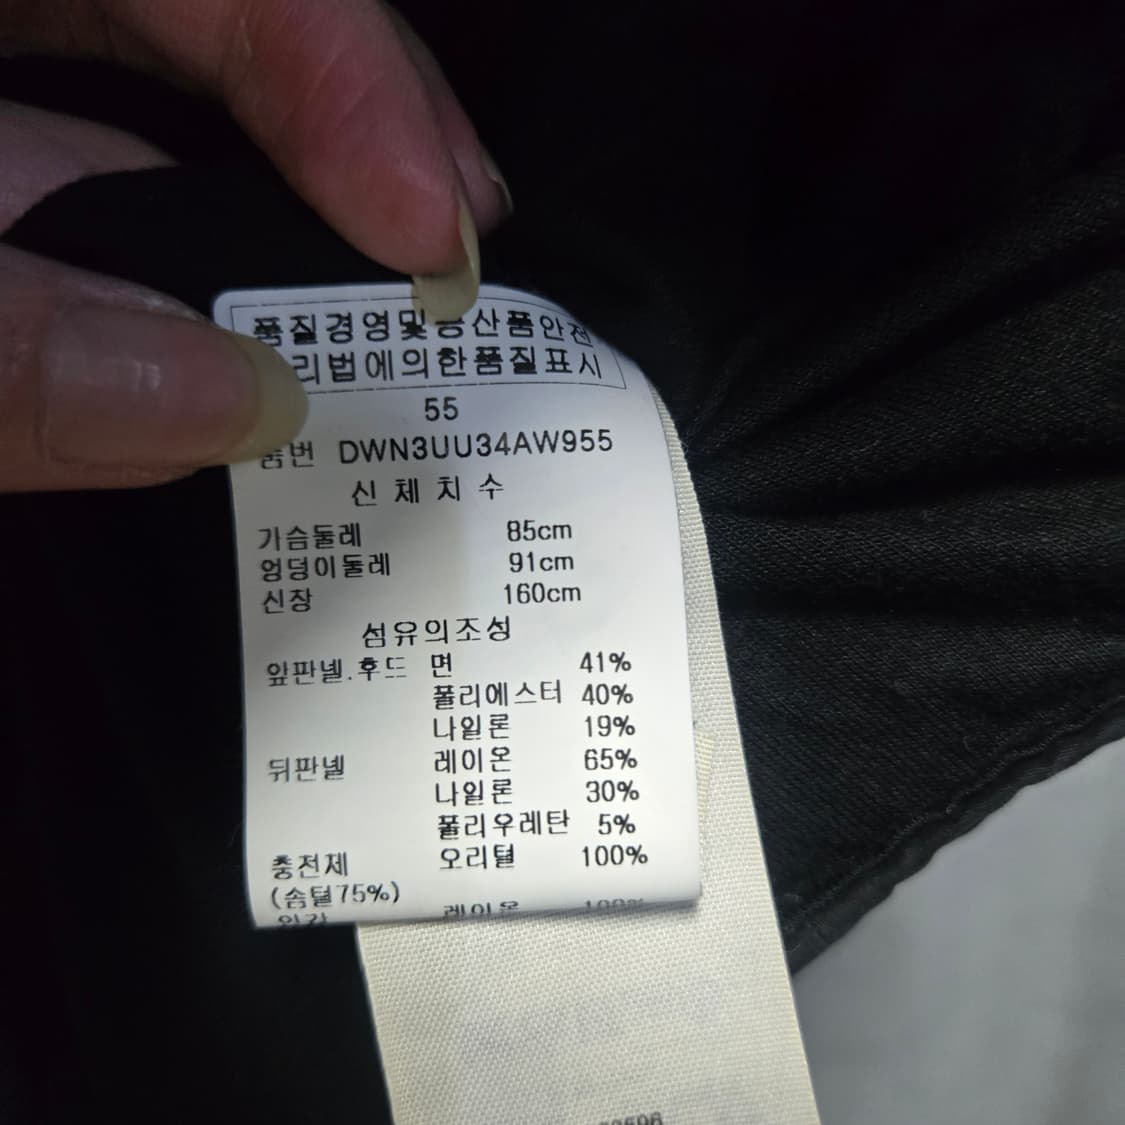 품질경영및공산품안전
리법에의한품질표시
55
품번 DWN3UU34AW955
신체치수
가슴둘레 85cm
엉덩이둘레 91cm
신장 160cm
섬유의조성
앞판넬.후드 면 41%
폴리에스터 40%
나일론 19%
뒤판넬 레이온 65%
나일론 30%
폴리우레탄 5%
충전제 오리털 100%
(솜털75%)
레이온 100%